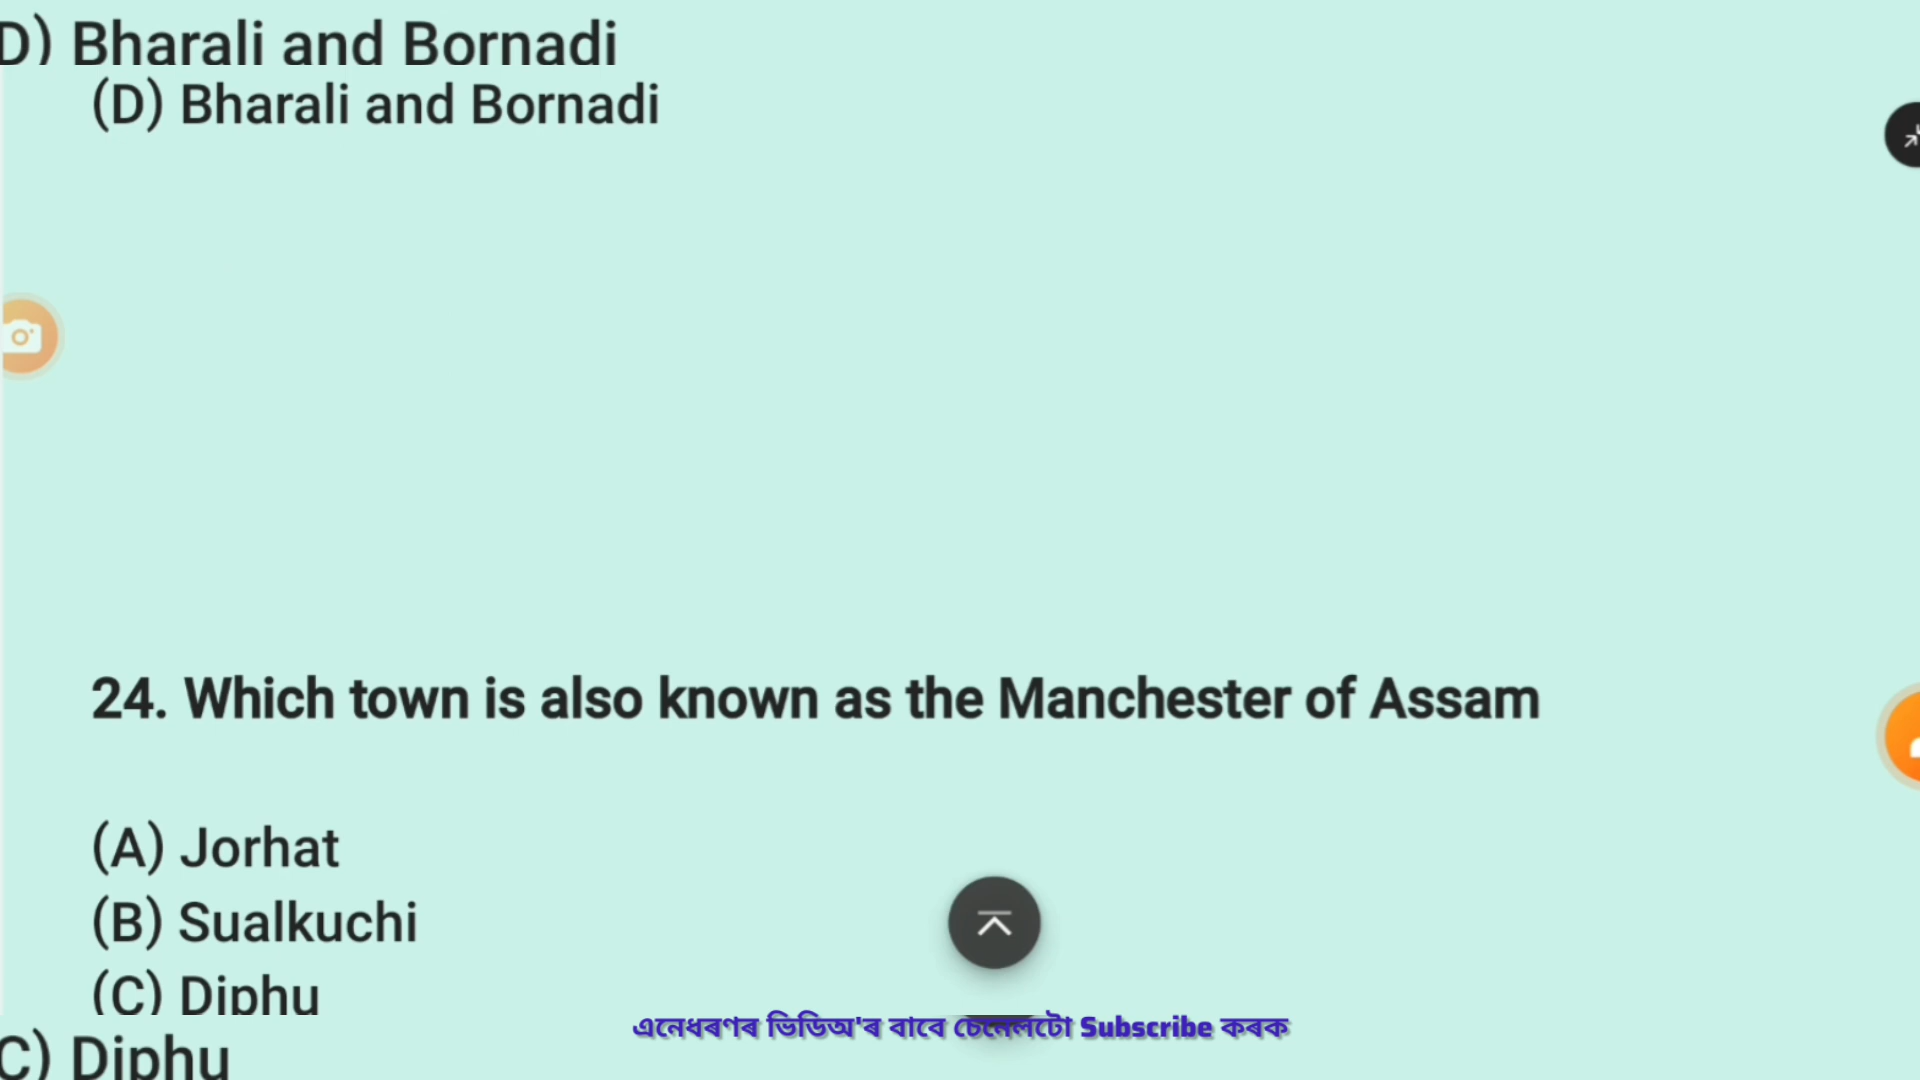 D) Bharali and Bornadi
(D) Bharali and Bornadi
24. Which town is also known as the Manchester of Assam
(A) Jorhat
(B) Sualkuchi
(C) Diphu
এনেধৰণৰ ভিডিঅ'ৰ বাবে চেনেলটো Subscribe কৰক
C) Diphu